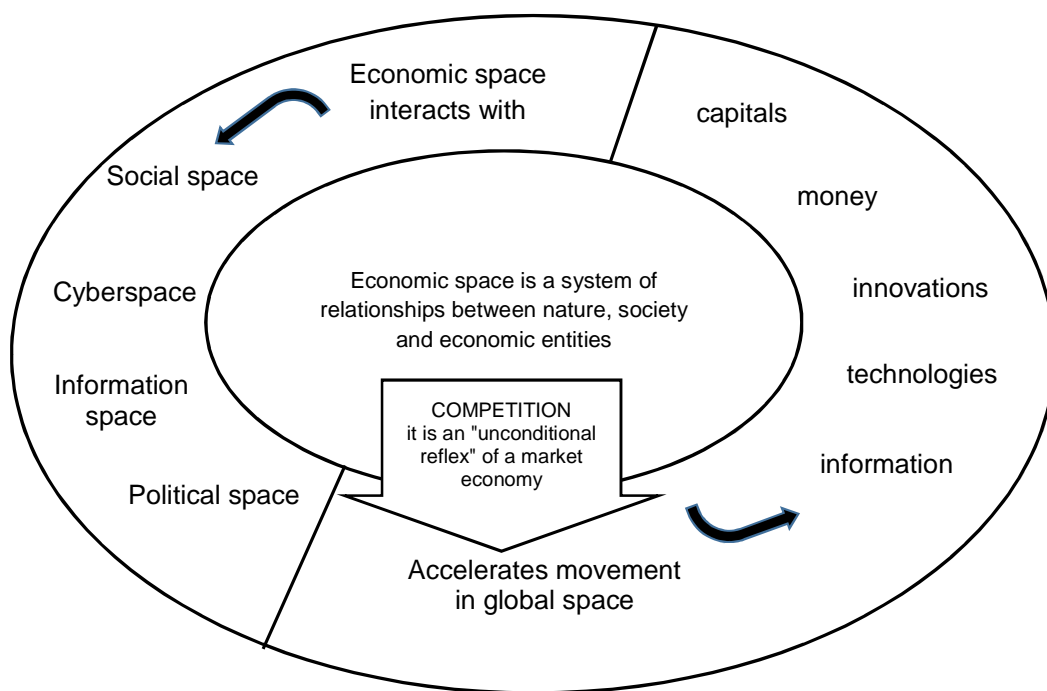 Economic space
interacts with
Social space
Cyberspace
Information
space
Political space
Economic space is a system of
relationships between nature, society
and economic entities
COMPETITION
it is an "unconditional
reflex" of a market
economy
Accelerates movement
in global space
capitals
money
innovations
technologies
information